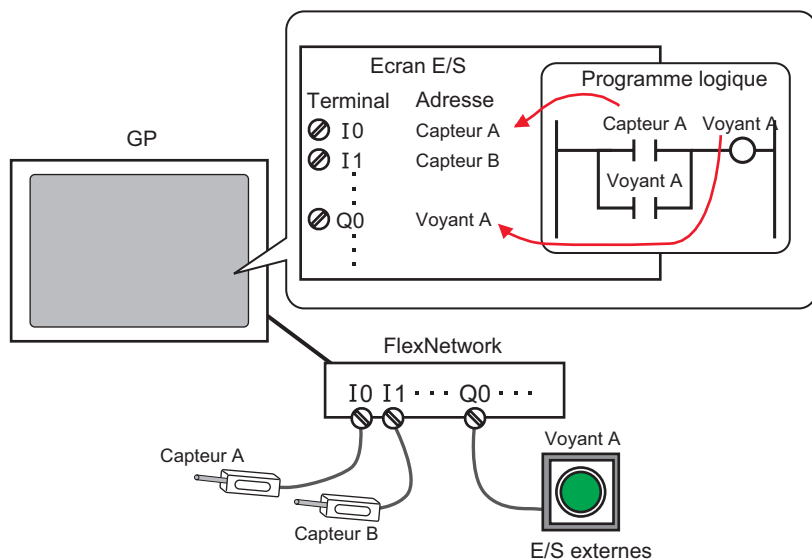 Ecran E/S
Terminal Adresse
I0 Capteur A
I1 Capteur B
Q0 Voyant A
Programme logique
Capteur A Voyant A
Voyant A
GP
FlexNetwork
I0 I1 · · · Q0 · · ·
Capteur A
Capteur B
Voyant A
E/S externes